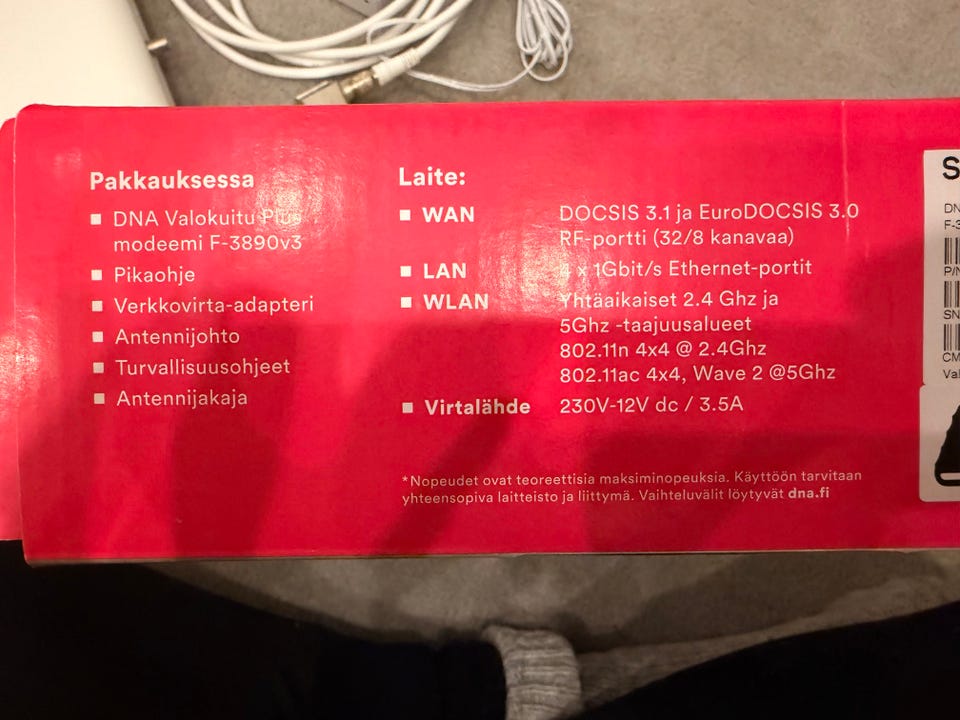 Pakkauksessa
■ DNA Valokuitu Plus
modeemi F-3890v3
■ Pikaohje
■ Verkkovirta-adapteri
■ Antennijohto
■ Turvallisuusohjeet
■ Antennijakaja
Laite:
■ WAN DOCSIS 3.1 ja EuroDOCSIS 3.0
RF-portti (32/8 kanavaa)
■ LAN 4 x 1Gbit/s Ethernet-portit
■ WLAN Yhtäaikaiset 2.4 Ghz ja
5Ghz -taajuusalueet
802.11n 4x4 @ 2.4Ghz
802.11ac 4x4, Wave 2 @5Ghz
■ Virtalähde 230V-12V dc / 3.5A
*Nopeudet ovat teoreettisia maksiminopeuksia. Käyttöön tarvitaan
yhteensopiva laitteisto ja liittymä. Vaihteluvälit löytyvät dna.fi
P/N
SN
CM